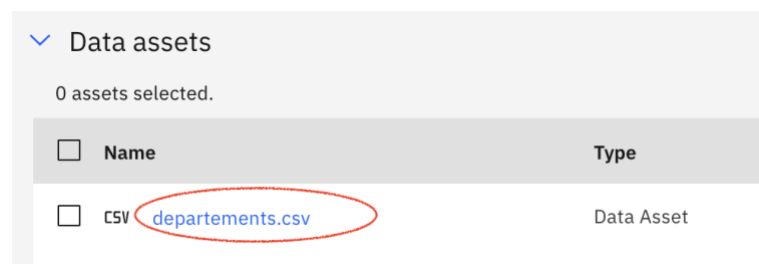 Data assets
0 assets selected.
Name Type
CSV departements.csv Data Asset